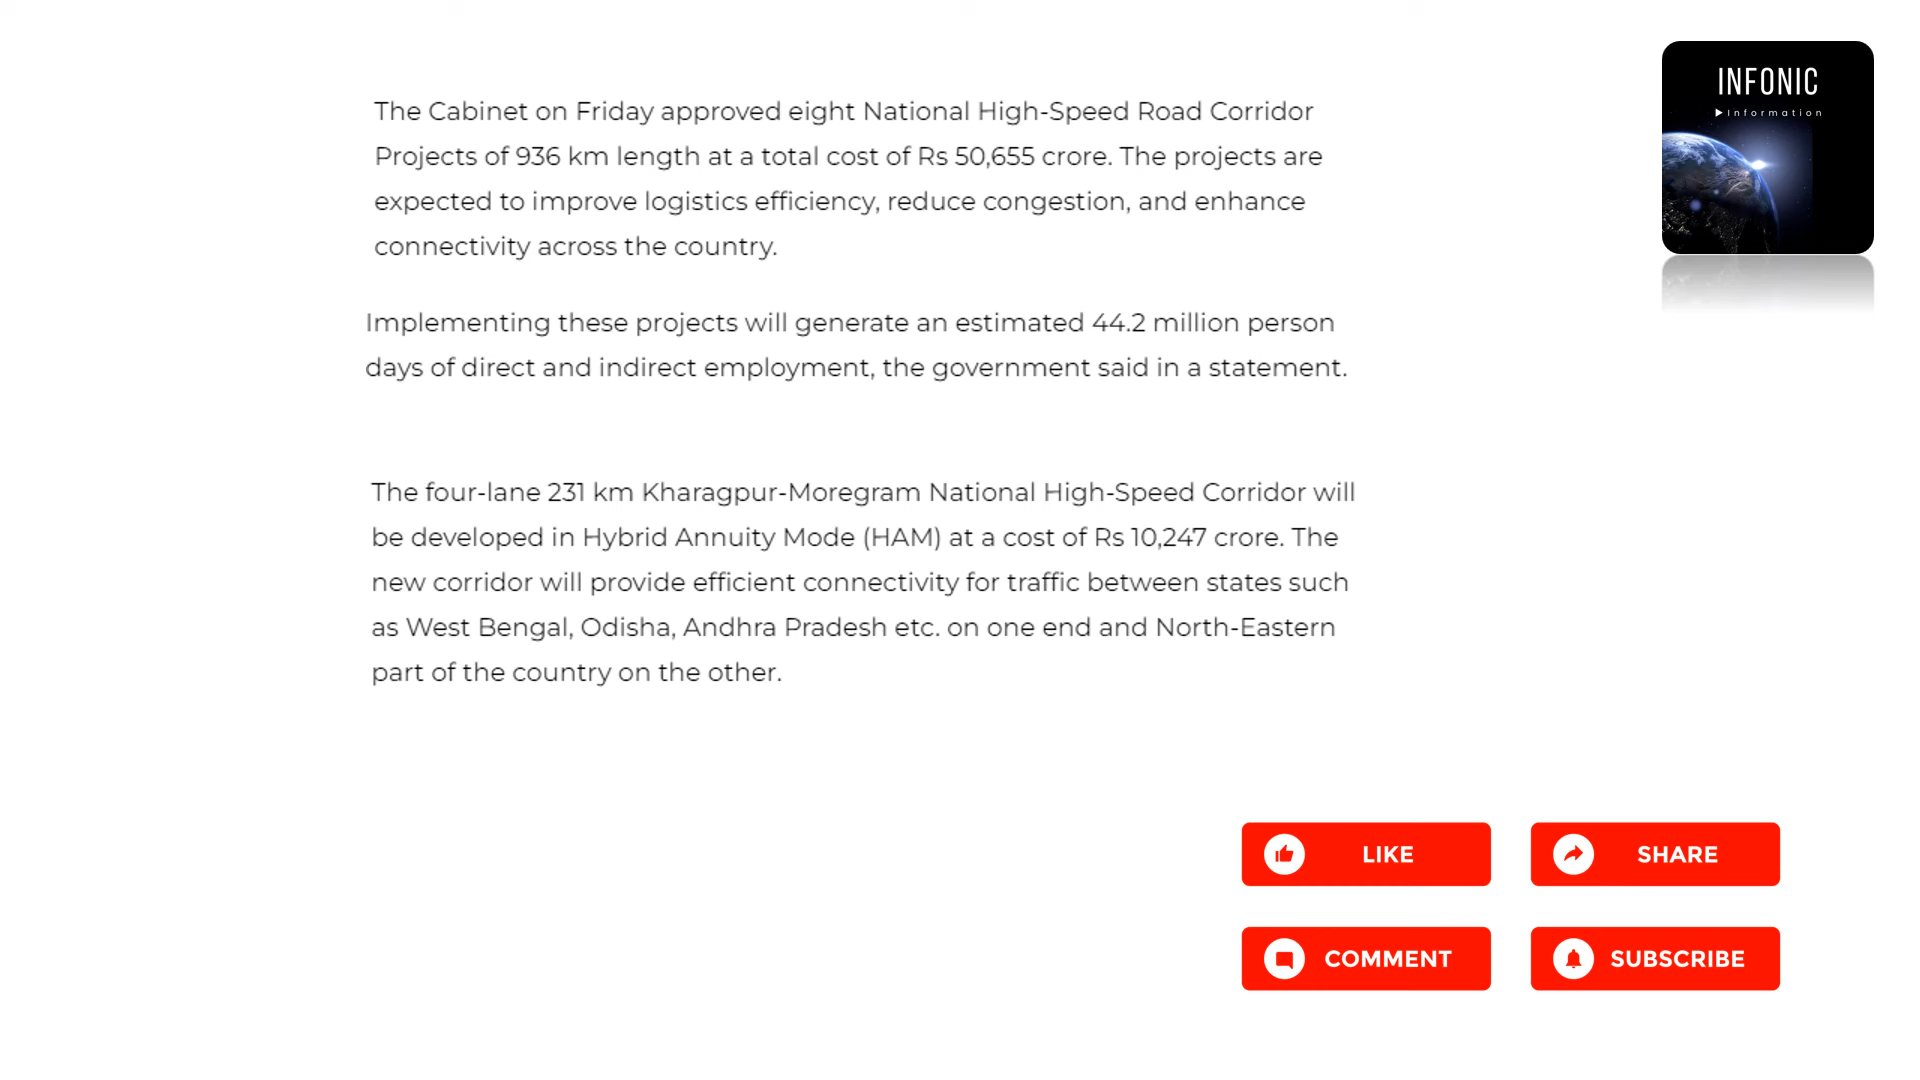 INFONIC
Information
The Cabinet on Friday approved eight National High-Speed Road Corridor
Projects of 936 km length at a total cost of Rs 50,655 crore. The projects are
expected to improve logistics efficiency, reduce congestion, and enhance
connectivity across the country.
Implementing these projects will generate an estimated 44.2 million person
days of direct and indirect employment, the government said in a statement.
The four-lane 231 km Kharagpur-Moregram National High-Speed Corridor will
be developed in Hybrid Annuity Mode (HAM) at a cost of Rs 10,247 crore. The
new corridor will provide efficient connectivity for traffic between states such
as West Bengal, Odisha, Andhra Pradesh etc. on one end and North-Eastern
part of the country on the other.
LIKE
SHARE
COMMENT
SUBSCRIBE